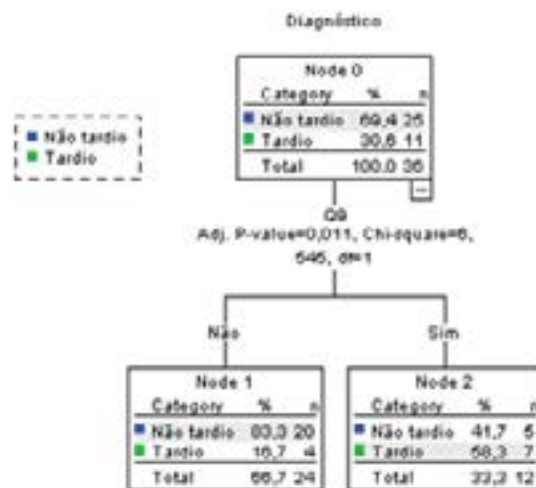 Diagnóstico
Node 0
Category % n
Não tardio 69,4 25
Tardio 30,6 11
Total 100,0 36
Não tardio
Tardio
Q9
Adj. P-value=0,011, Chi-square=6,
545, df=1
Não
Sim
Node 1
Category % n
Não tardio 83,3 20
Tardio 16,7 4
Total 66,7 24
Node 2
Category % n
Não tardio 41,7 5
Tardio 58,3 7
Total 33,3 12